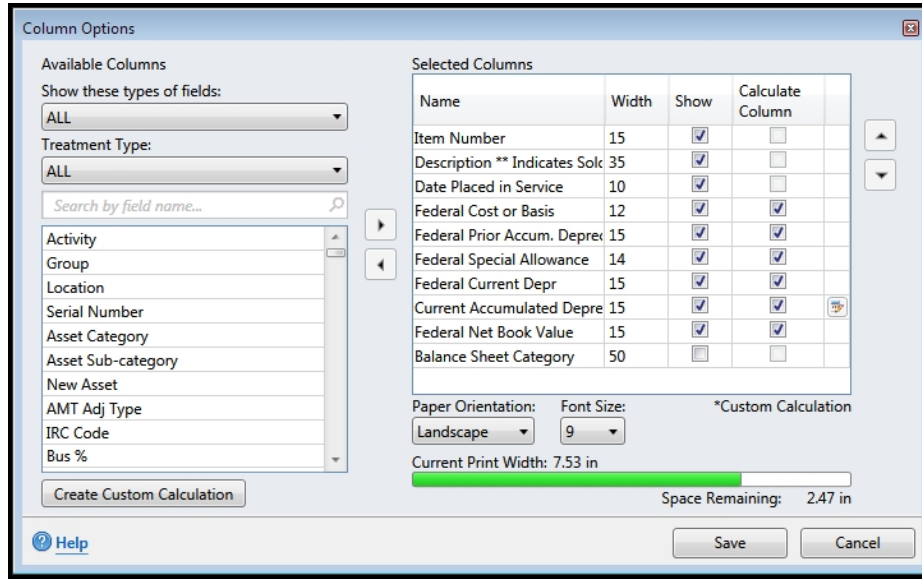 Column Options
Available Columns
Show these types of fields:
ALL
Treatment Type:
ALL
Search by field name...
Activity
Group
Location
Serial Number
Asset Category
Asset Sub-category
New Asset
AMT Adj Type
IRC Code
Bus %
Create Custom Calculation
Selected Columns
Name Width Show Calculate Column
Item Number 15
Description ** Indicates Sold 35
Date Placed in Service 10
Federal Cost or Basis 12
Federal Prior Accum. Deprec 15
Federal Special Allowance 14
Federal Current Depr 15
Current Accumulated Depre 15
Federal Net Book Value 15
Balance Sheet Category 50
Paper Orientation: Font Size: *Custom Calculation
Landscape 9
Current Print Width: 7.53 in
Space Remaining: 2.47 in
Help
Save Cancel